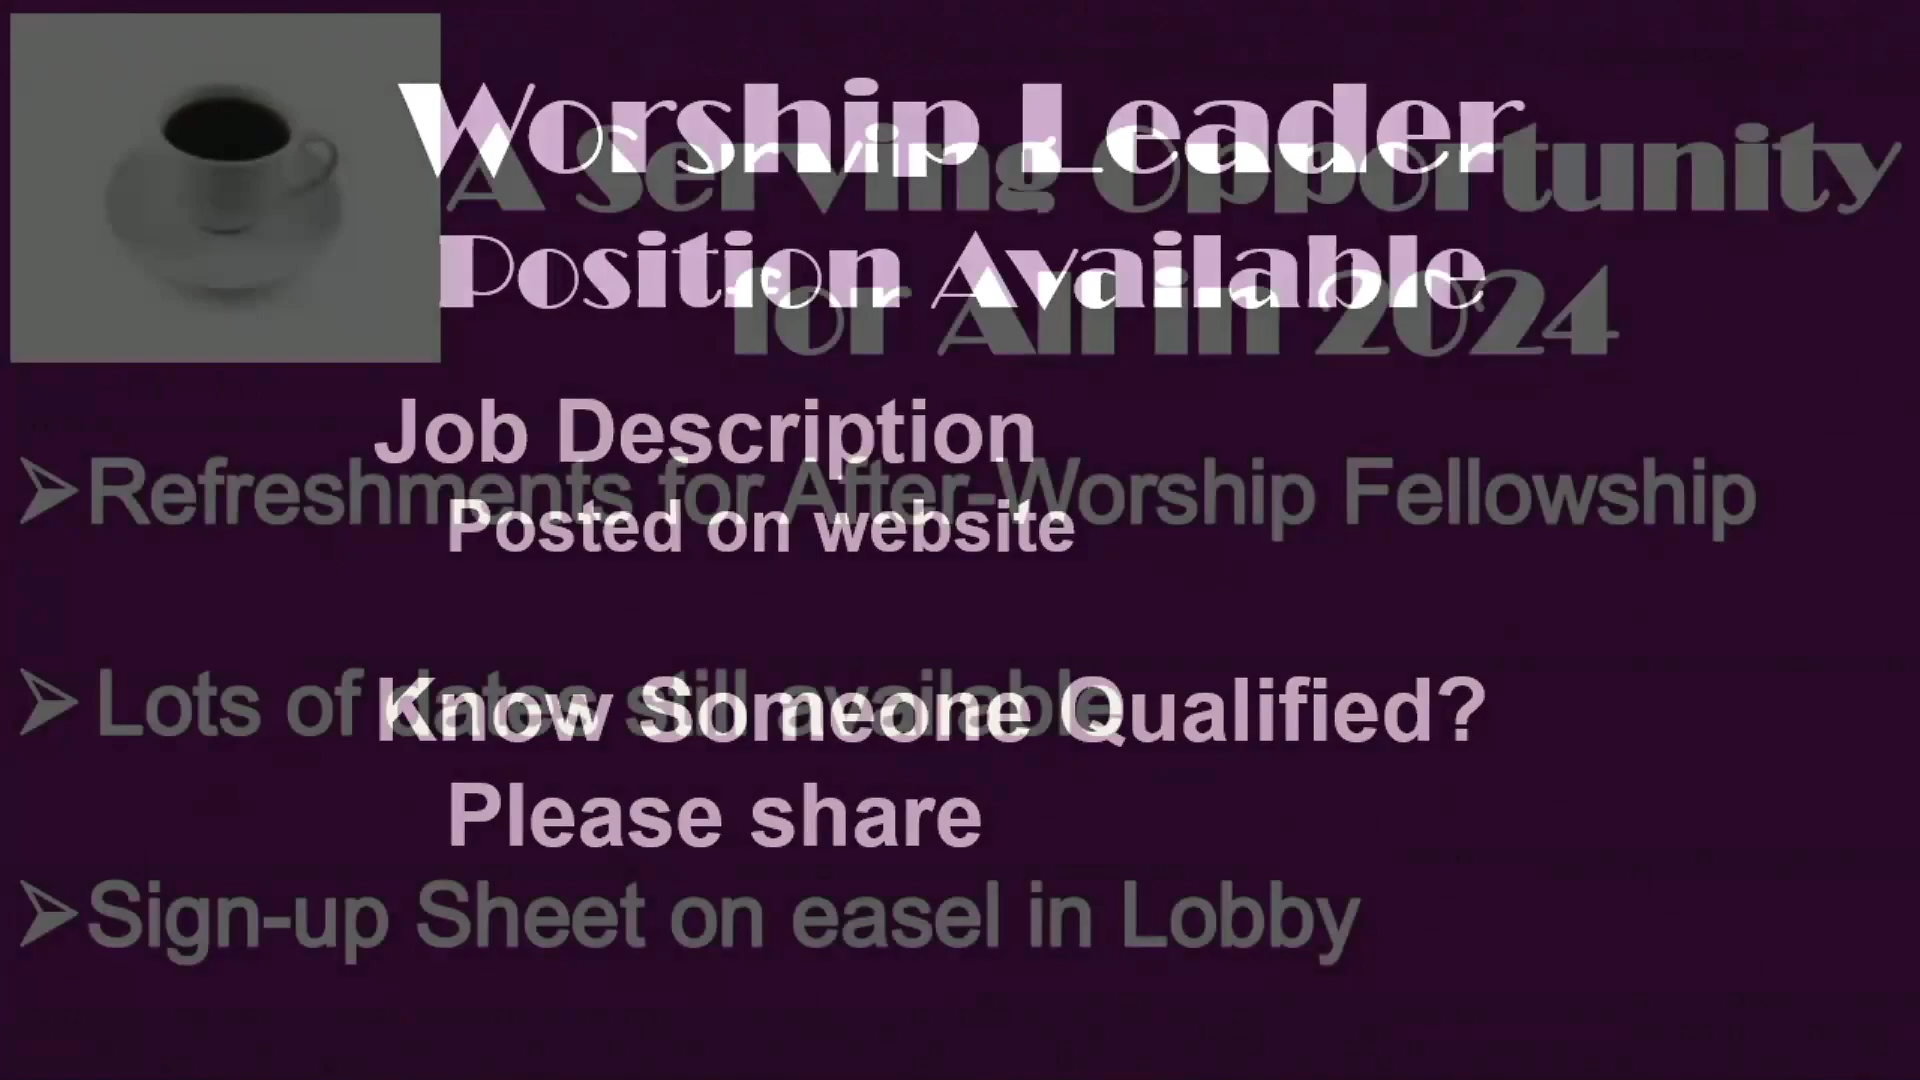 Worship Leader
Position Available
Job Description
Posted on website
Know Someone Qualified?
Please share
A Serving Opportunity
for All in 2024
➢Refreshments for After-Worship Fellowship
➢ Lots of dates still available
➢Sign-up Sheet on easel in Lobby